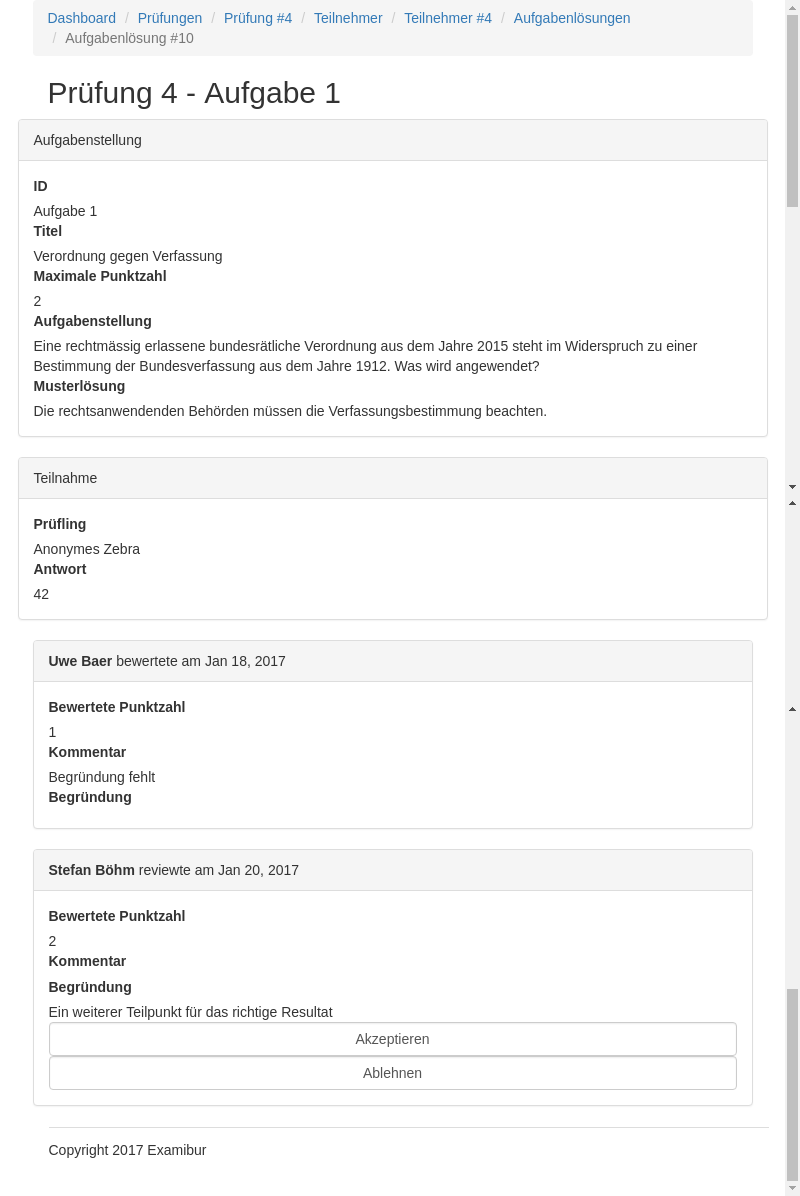 Dashboard / Prüfungen / Prüfung #4 / Teilnehmer / Teilnehmer #4 / Aufgabenlösungen
/ Aufgabenlösung #10
Prüfung 4 - Aufgabe 1
Aufgabenstellung
ID
Aufgabe 1
Titel
Verordnung gegen Verfassung
Maximale Punktzahl
2
Aufgabenstellung
Eine rechtmässig erlassene bundesrätliche Verordnung aus dem Jahre 2015 steht im Widerspruch zu einer
Bestimmung der Bundesverfassung aus dem Jahre 1912. Was wird angewendet?
Musterlösung
Die rechtsanwendenden Behörden müssen die Verfassungsbestimmung beachten.
Teilnahme
Prüfling
Anonymes Zebra
Antwort
42
Uwe Baer bewertete am Jan 18, 2017
Bewertete Punktzahl
1
Kommentar
Begründung fehlt
Begründung
Stefan Böhm reviewte am Jan 20, 2017
Bewertete Punktzahl
2
Kommentar
Begründung
Ein weiterer Teilpunkt für das richtige Resultat
Akzeptieren
Ablehnen
Copyright 2017 Examibur